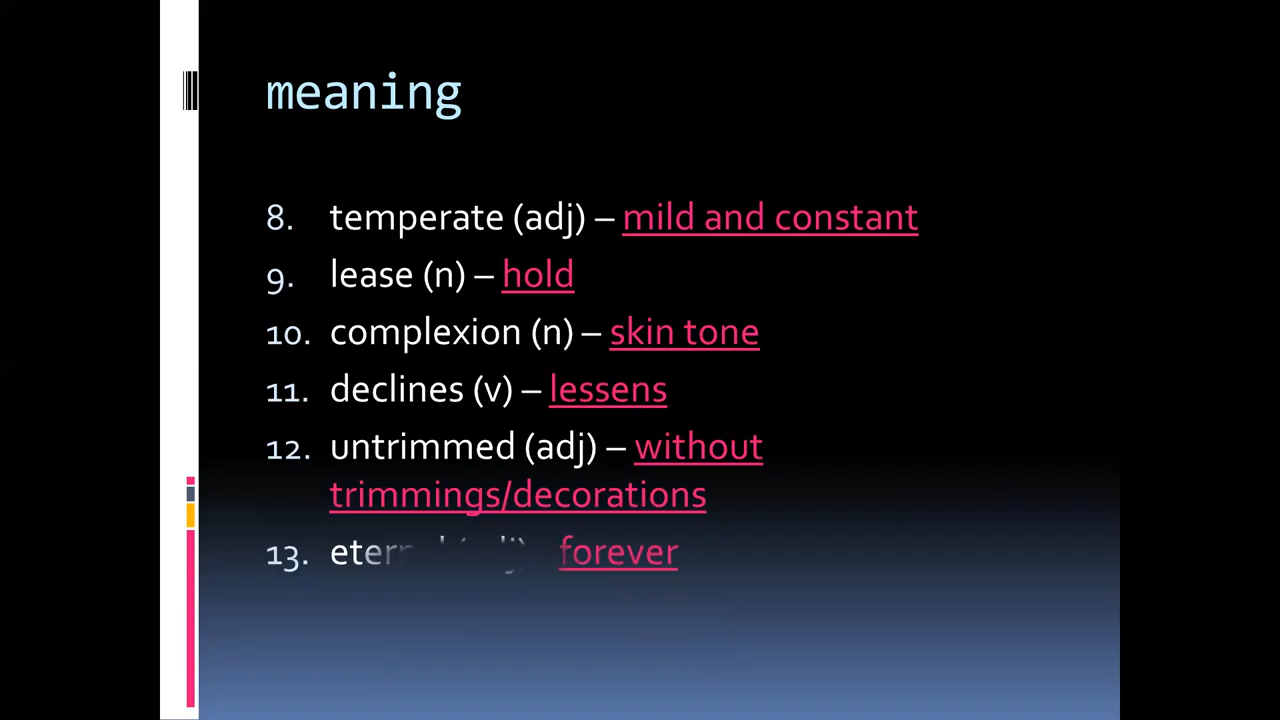 meaning
8. temperate (adj) – mild and constant
9. lease (n) – hold
10. complexion (n) – skin tone
11. declines (v) – lessens
12. untrimmed (adj) – without
trimmings/decorations
13. forever